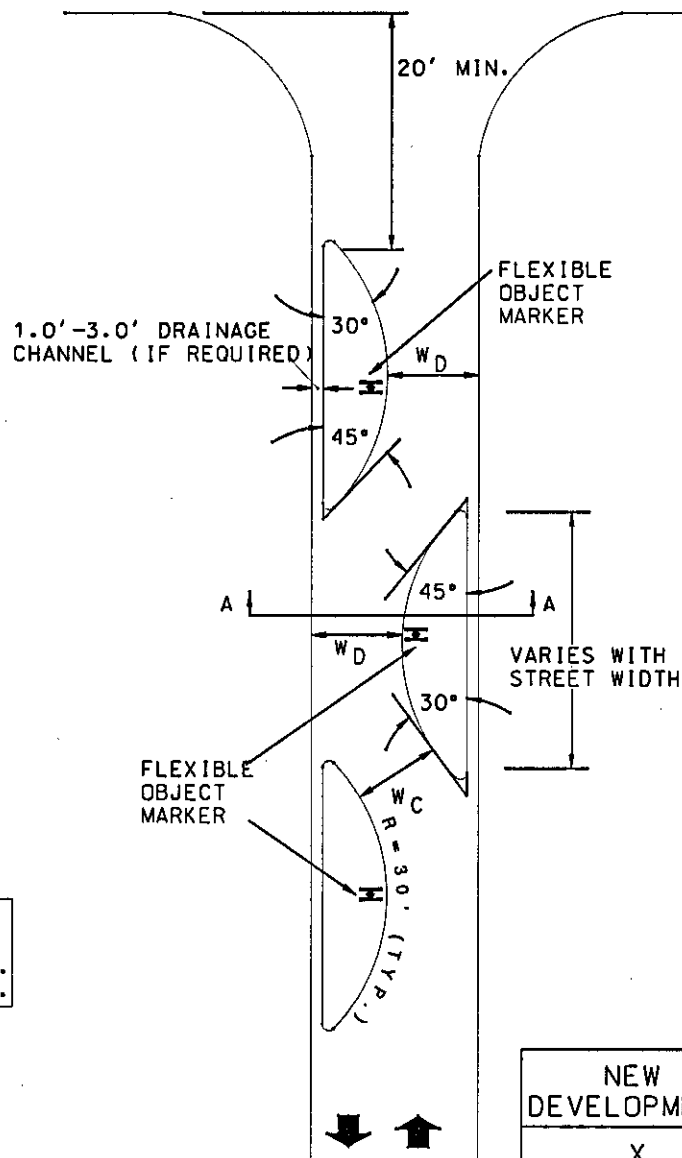 20' MIN.
FLEXIBLE
OBJECT
MARKER
1.0'-3.0' DRAINAGE
CHANNEL (IF REQUIRED)
30°
W D
45°
A
45°
A
W D
VARIES WITH
STREET WIDTH
30°
FLEXIBLE
OBJECT
MARKER
W C
R = 30' (TYP.)
NEW
DEVELOPM
X